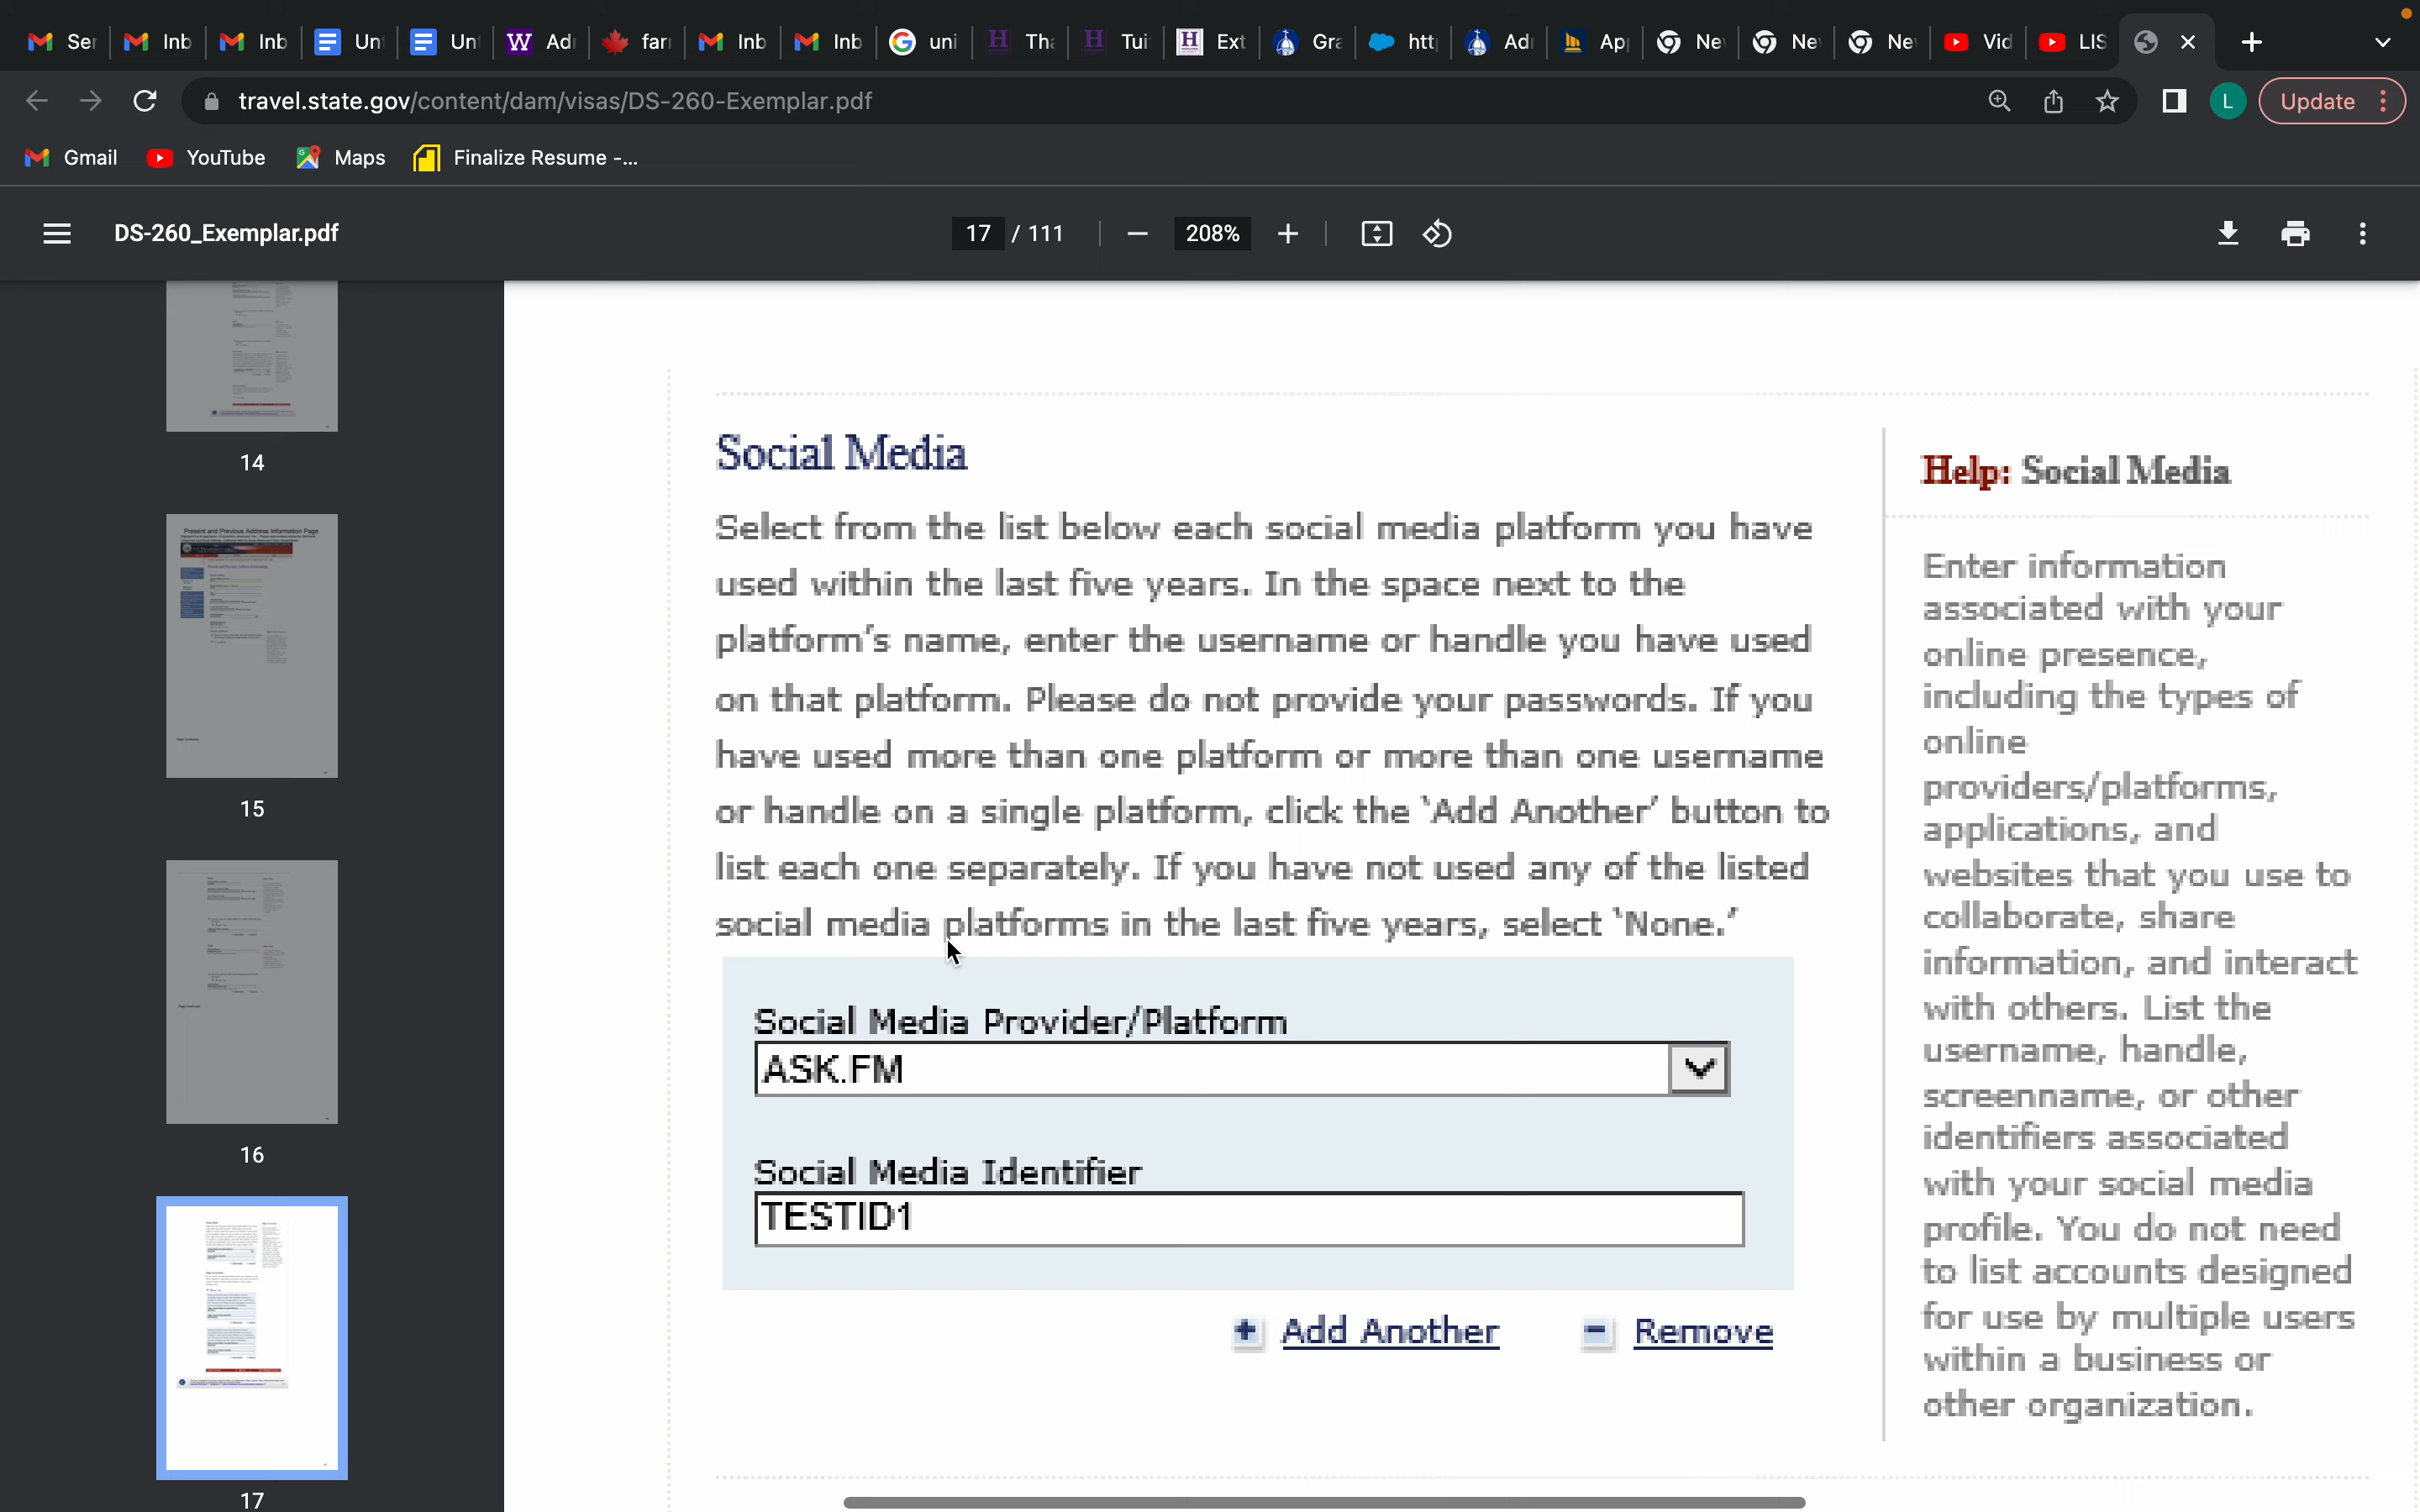 Ser
Inb
Inb
Un
Un
Ad
farı
Inb
Inb
uni
Tha
Tui
Ext
Gra
htt
Ad
Ap
Ne
Ne
Ne
Vid
LIS
travel.state.gov/content/dam/visas/DS-260-Exemplar.pdf
L
Update
Gmail
YouTube
Maps
Finalize Resume -...
DS-260_Exemplar.pdf
17 / 111
208%
14
Present and Previous Address Information Page
15
16
17
Social Media
Select from the list below each social media platform you have
used within the last five years. In the space next to the
platform's name, enter the username or handle you have used
on that platform. Please do not provide your passwords. If you
have used more than one platform or more than one username
or handle on a single platform, click the 'Add Another' button to
list each one separately. If you have not used any of the listed
social media platforms in the last five years, select 'None.'
Social Media Provider/Platform
ASK.FM
Social Media Identifier
TESTID1
Add Another
Remove
Help: Social Media
Enter information
associated with your
online presence,
including the types of
online
providers/platforms,
applications, and
websites that you use to
collaborate, share
information, and interact
with others. List the
username, handle,
screenname, or other
identifiers associated
with your social media
profile. You do not need
to list accounts designed
for use by multiple users
within a business or
other organization.